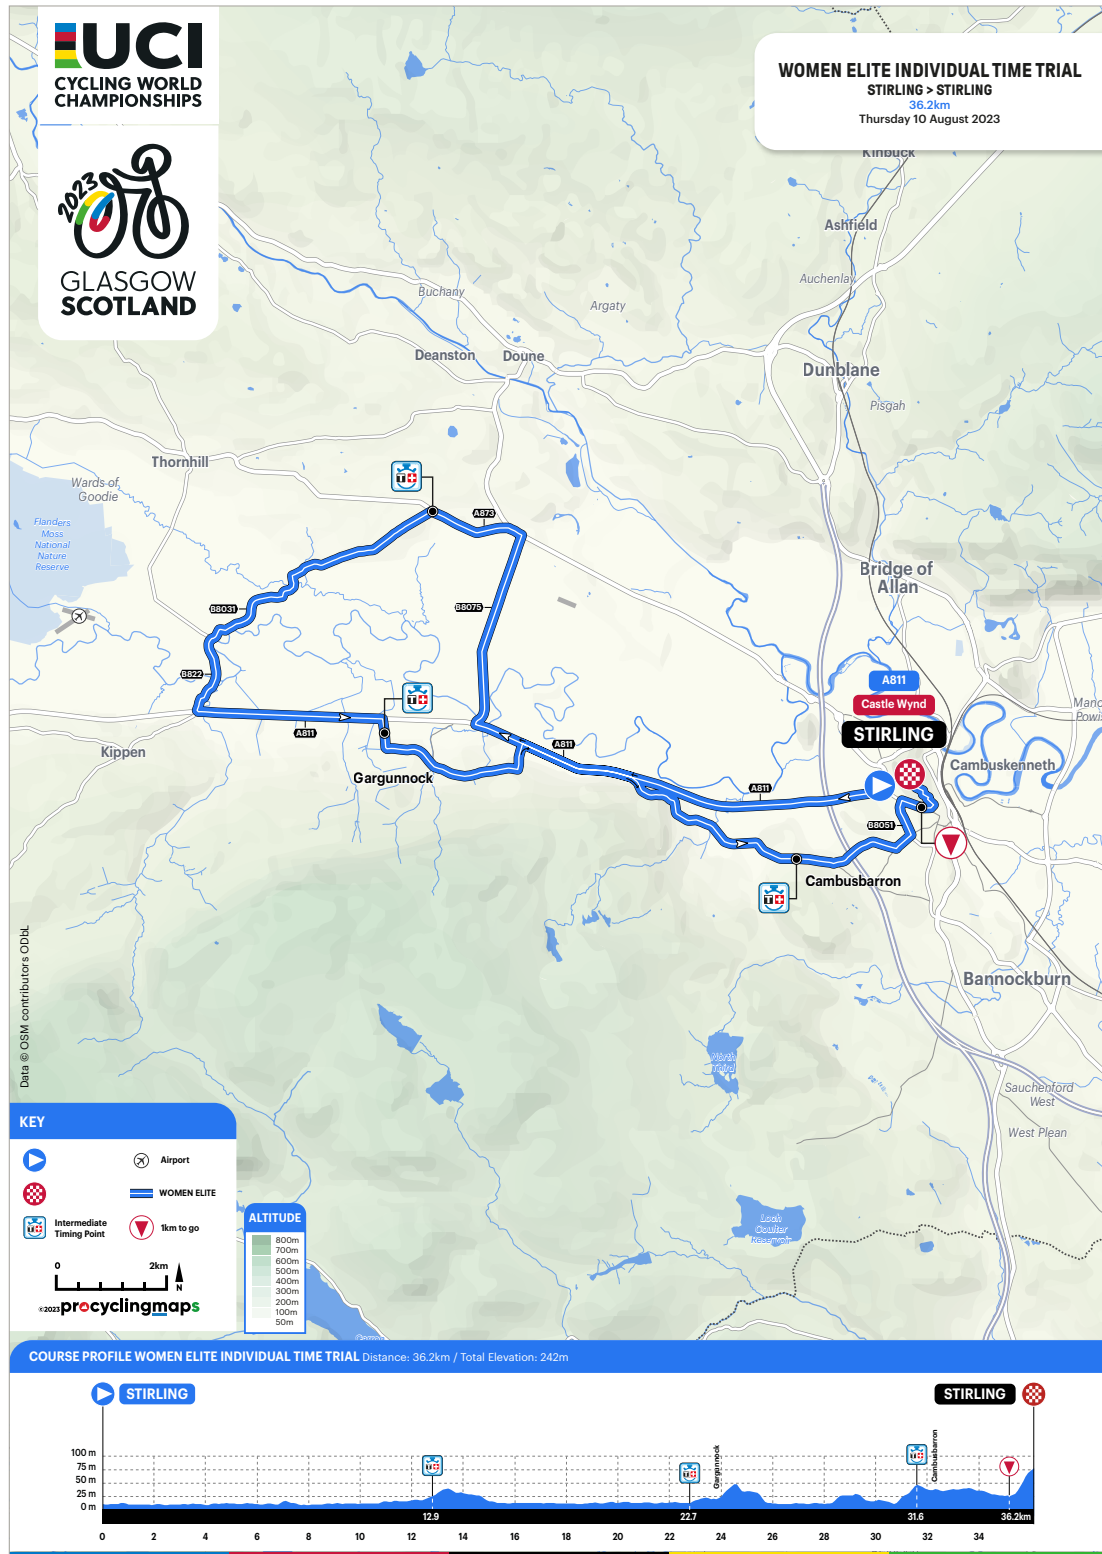 UCI
CYCLING WORLD
CHAMPIONSHIPS
2023
GLASGOW
SCOTLAND
WOMEN ELITE INDIVIDUAL TIME TRIAL
STIRLING > STIRLING
36.2km
Thursday 10 August 2023
Kinbuck
Ashfield
Auchenlay
Buchany
Argaty
Deanston
Doune
Dunblane
Pisgah
Thornhill
Wards of
Goodie
Flanders
Moss
National
Nature
Reserve
A873
Bridge of
Allan
B8031
B8075
B822
A811
Castle Wynd
STIRLING
A811
Kippen
A811
Cambuskenneth
Gargunnock
A811
B8051
Cambusbarron
Bannockburn
North
Third
Sauchenford
West
West Plean
Loch
Coulter
Reservoir
Data © OSM contributors ODbL
KEY
Airport
WOMEN ELITE
Intermediate
Timing Point
1km to go
0 2km
N
©2023 procyclingmaps
ALTITUDE
800m
700m
600m
500m
400m
300m
200m
100m
50m
COURSE PROFILE WOMEN ELITE INDIVIDUAL TIME TRIAL Distance: 36.2km / Total Elevation: 242m
STIRLING
STIRLING
100 m
75 m
50 m
25 m
0 m
Gargunnock
Cambusbarron
12.9 22.7 31.6 36.2km
0 2 4 6 8 10 12 14 16 18 20 22 24 26 28 30 32 34